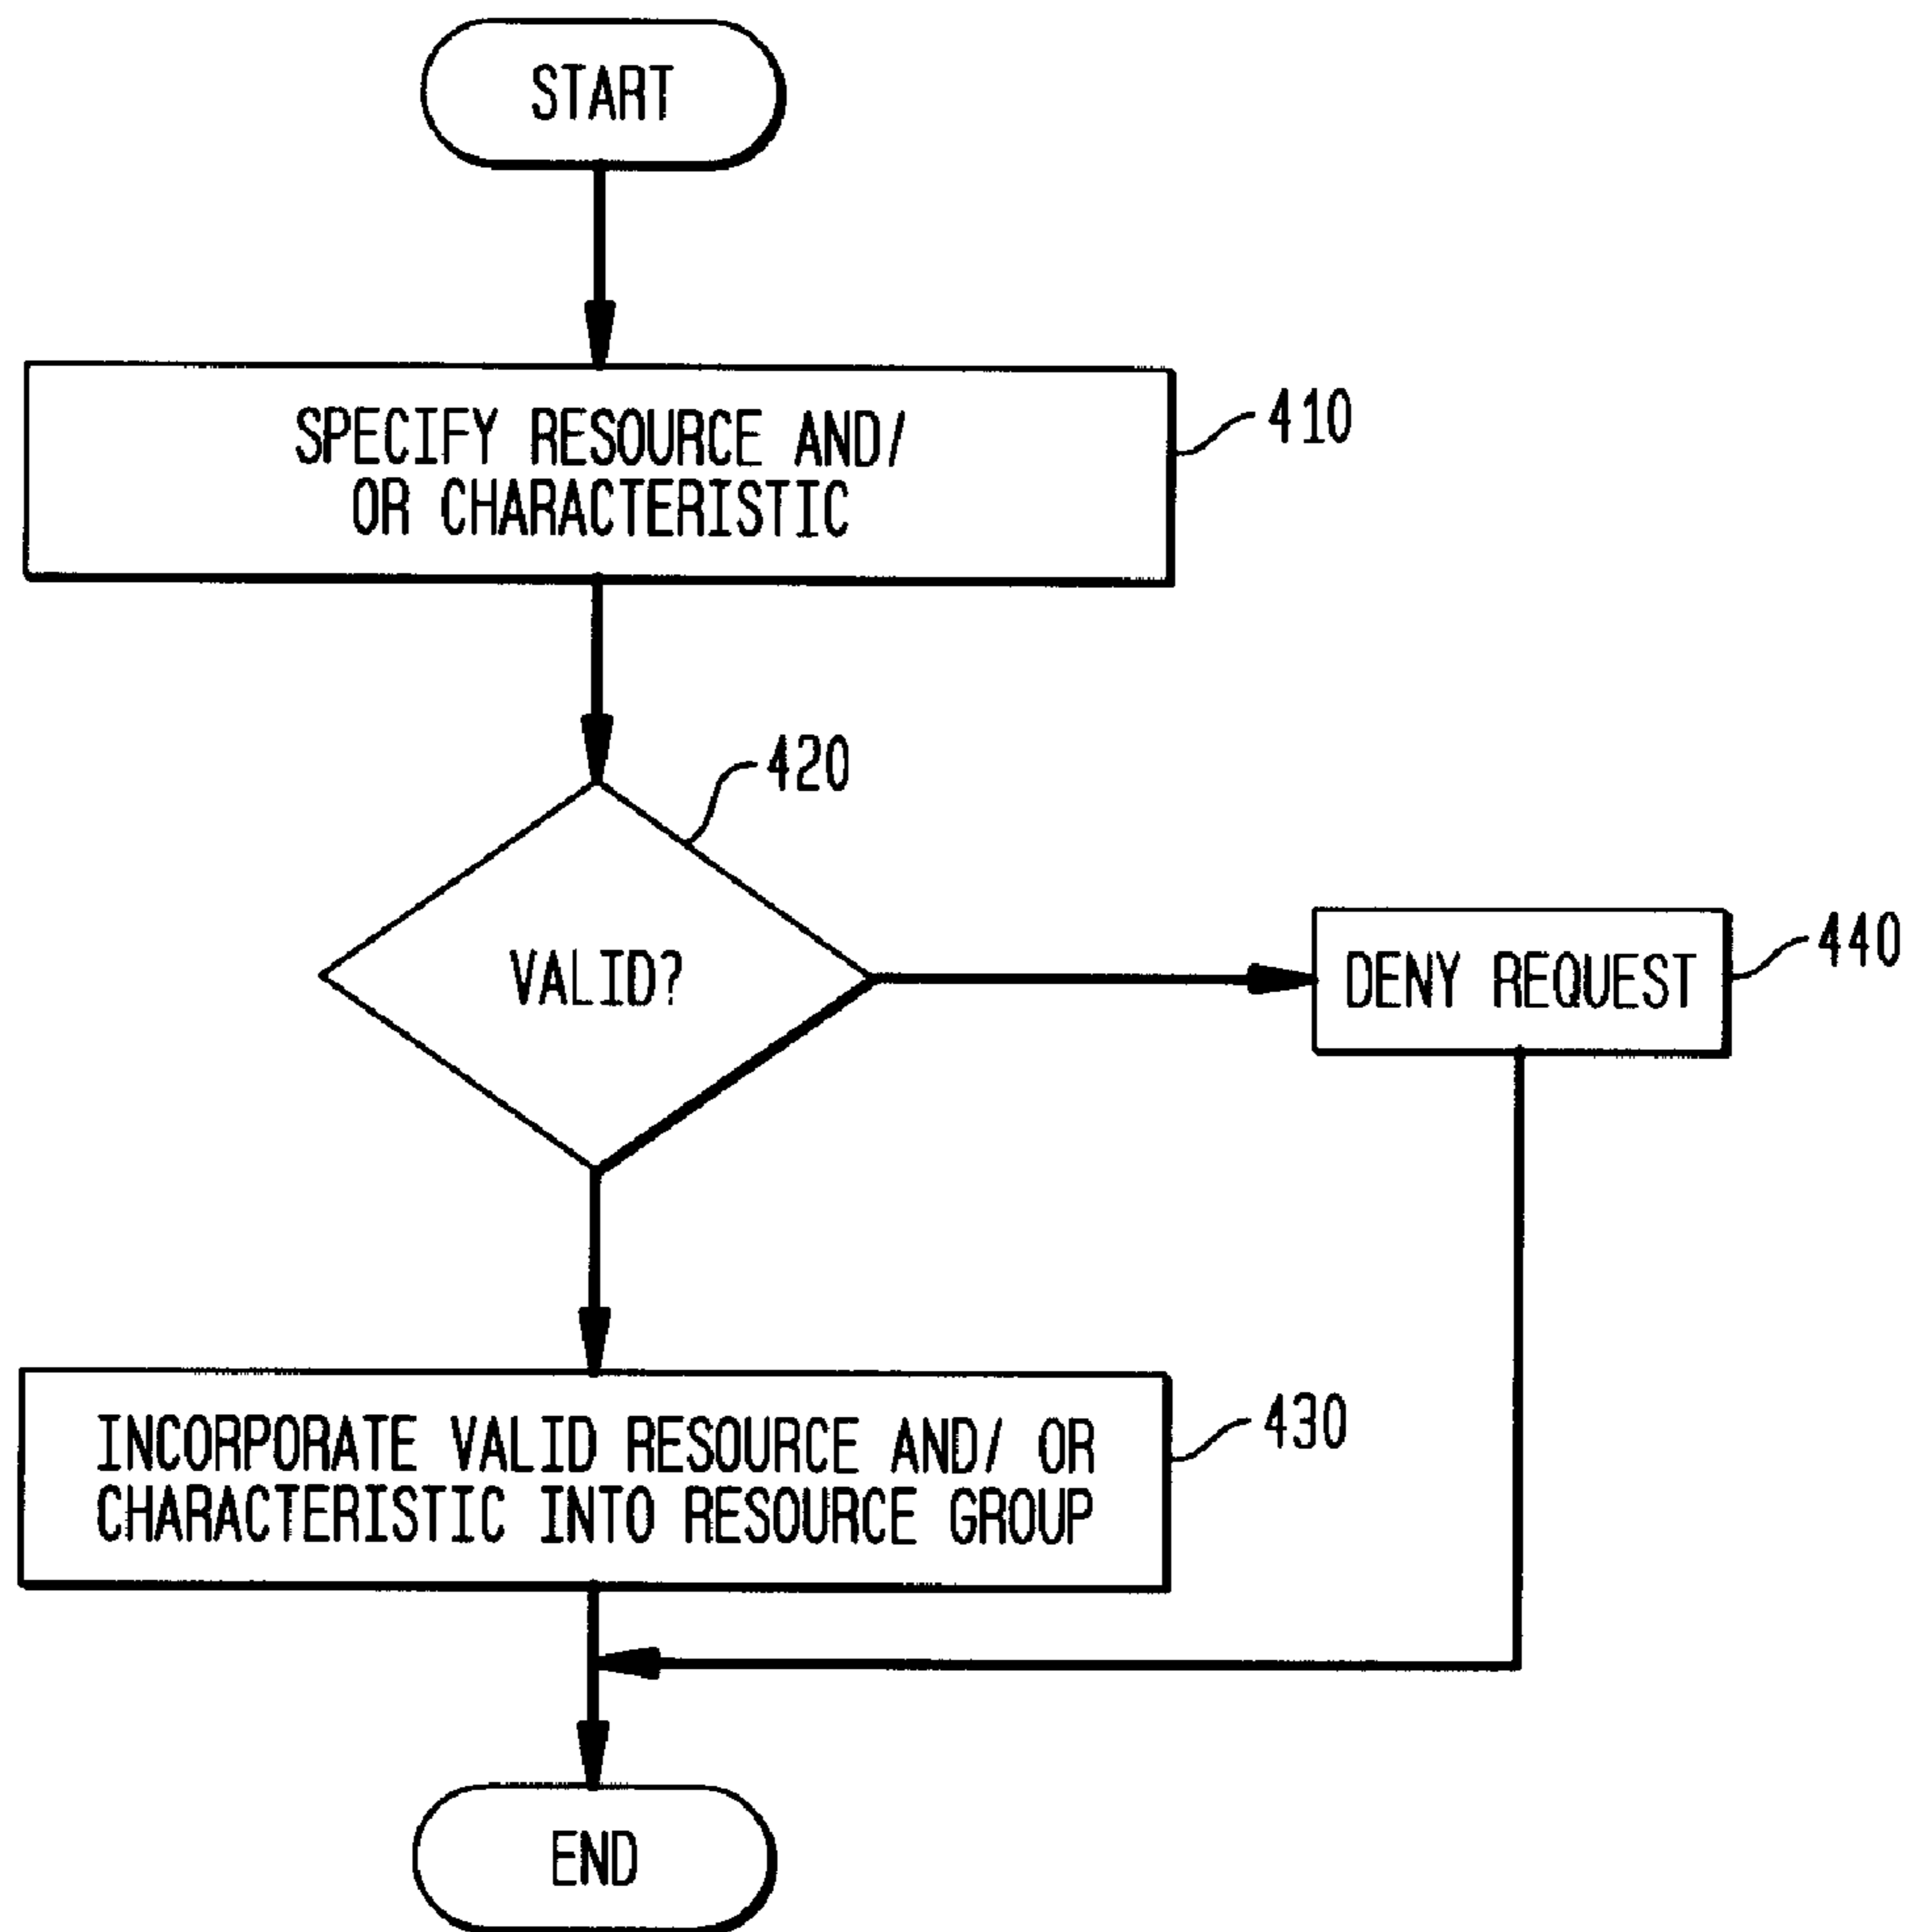 START
SPECIFY RESOURCE AND/
OR CHARACTERISTIC
410
420
VALID?
DENY REQUEST
440
INCORPORATE VALID RESOURCE AND/ OR
CHARACTERISTIC INTO RESOURCE GROUP
430
END